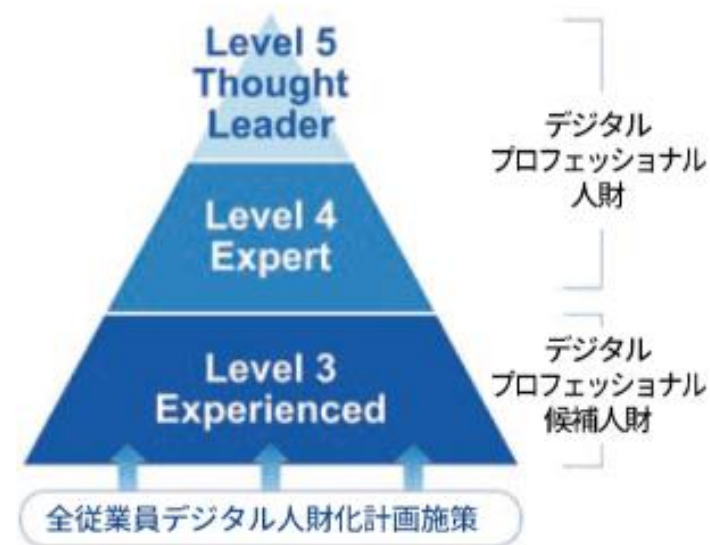 Level 5
Thought
Leader
デジタル
プロフェッショナル
人財
Level 4
Expert
Level 3
Experienced
デジタル
プロフェッショナル
候補人財
全従業員デジタル人財化計画施策